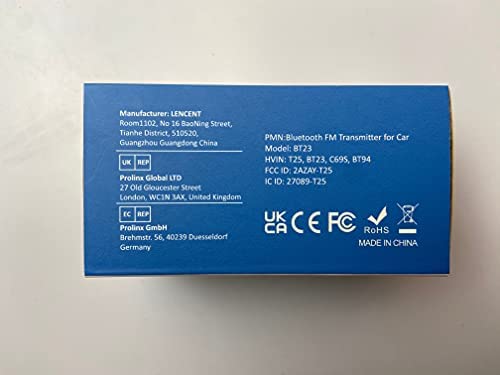 Manufacturer: LENCENT
Room1102, No 16 BaoNing Street,
Tianhe District, 510520,
Guangzhou Guangdong China
UK REP
Prolinx Global LTD
27 Old Gloucester Street
London, WC1N 3AX, United Kingdom
EC REP
Prolinx GmbH
Brehmstr. 56, 40239 Duesseldorf
Germany
PMN:Bluetooth FM Transmitter for Car
Model: BT23
HVIN: T25, BT23, C69S, BT94
FCC ID: 2AZAY-T25
IC ID: 27089-T25
UK
CA CE FC RoHS
MADE IN CHINA